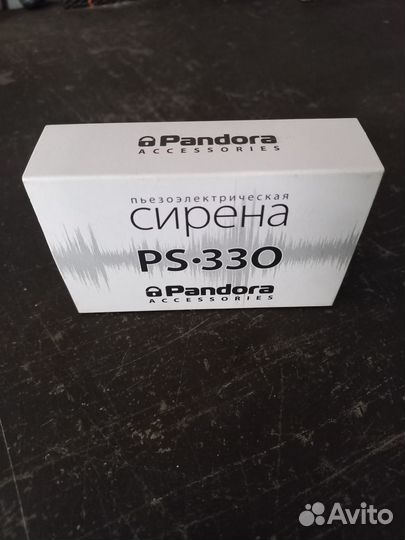 Pandora
ACCESSORIES
пьезоэлектрическая
сирена
PS·330
Pandora
ACCESSORIES
Avito